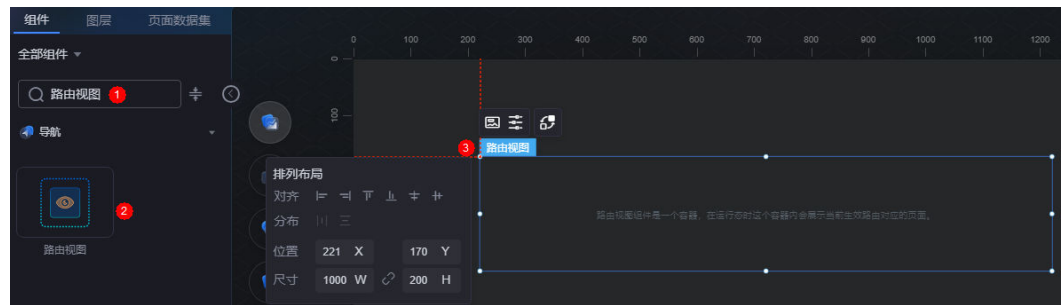 组件 图层 页面数据集
全部组件
路由视图 1
导航
2
路由视图
0 100 200 300 400 500 600 700 800 900 1000 1100 1200
0
100
3 路由视图
排列布局
对齐
分布
位置 221 X 170 Y
尺寸 1000 W 200 H
路由视图组件是一个容器，在运行态时这个容器内会展示当前生效路由对应的页面。